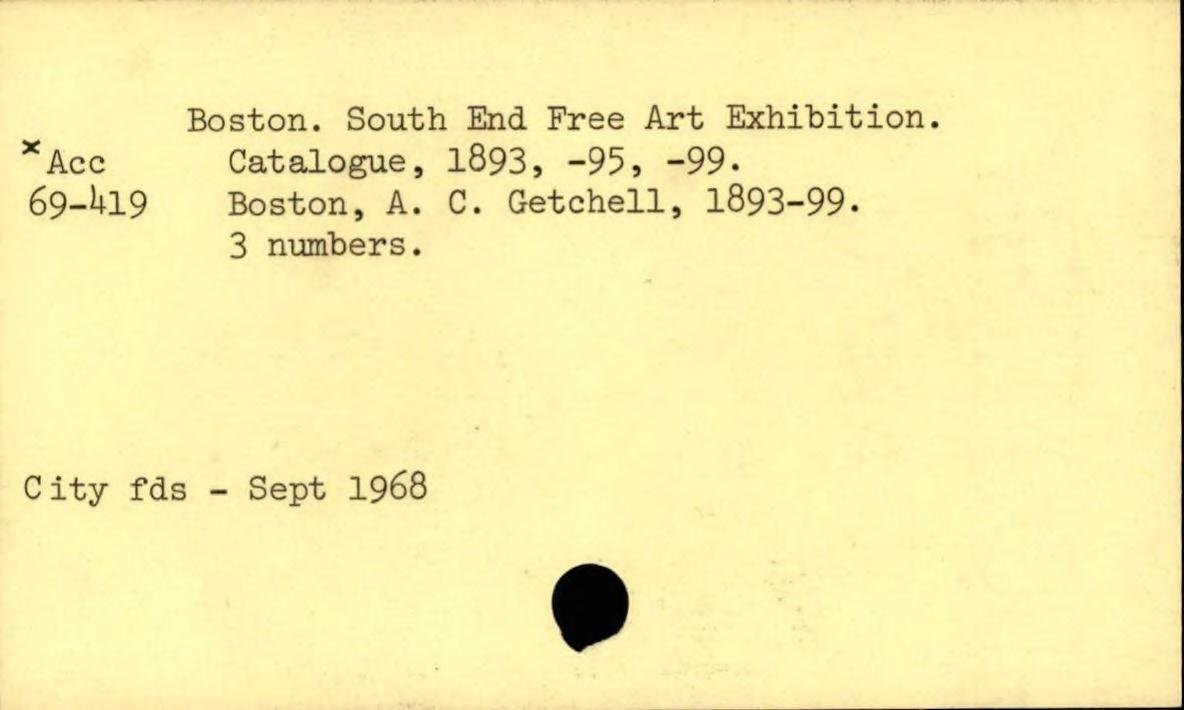 Boston. South End Free Art Exhibition.
xAcc Catalogue, 1893, -95, -99.
69-419 Boston, A. C. Getchell, 1893-99.
3 numbers.
City fds - Sept 1968